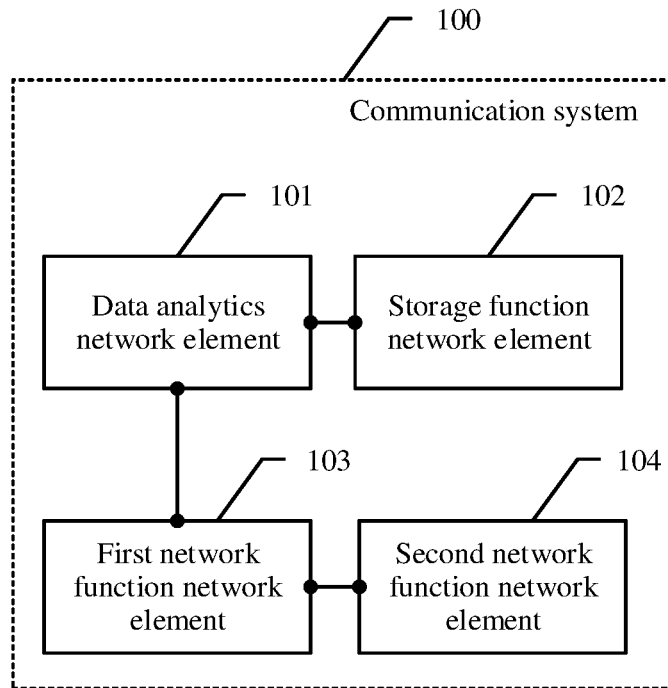 100
Communication system
101
102
Data analytics
network element
Storage function
network element
103
104
First network
function network
element
Second network
function network
element